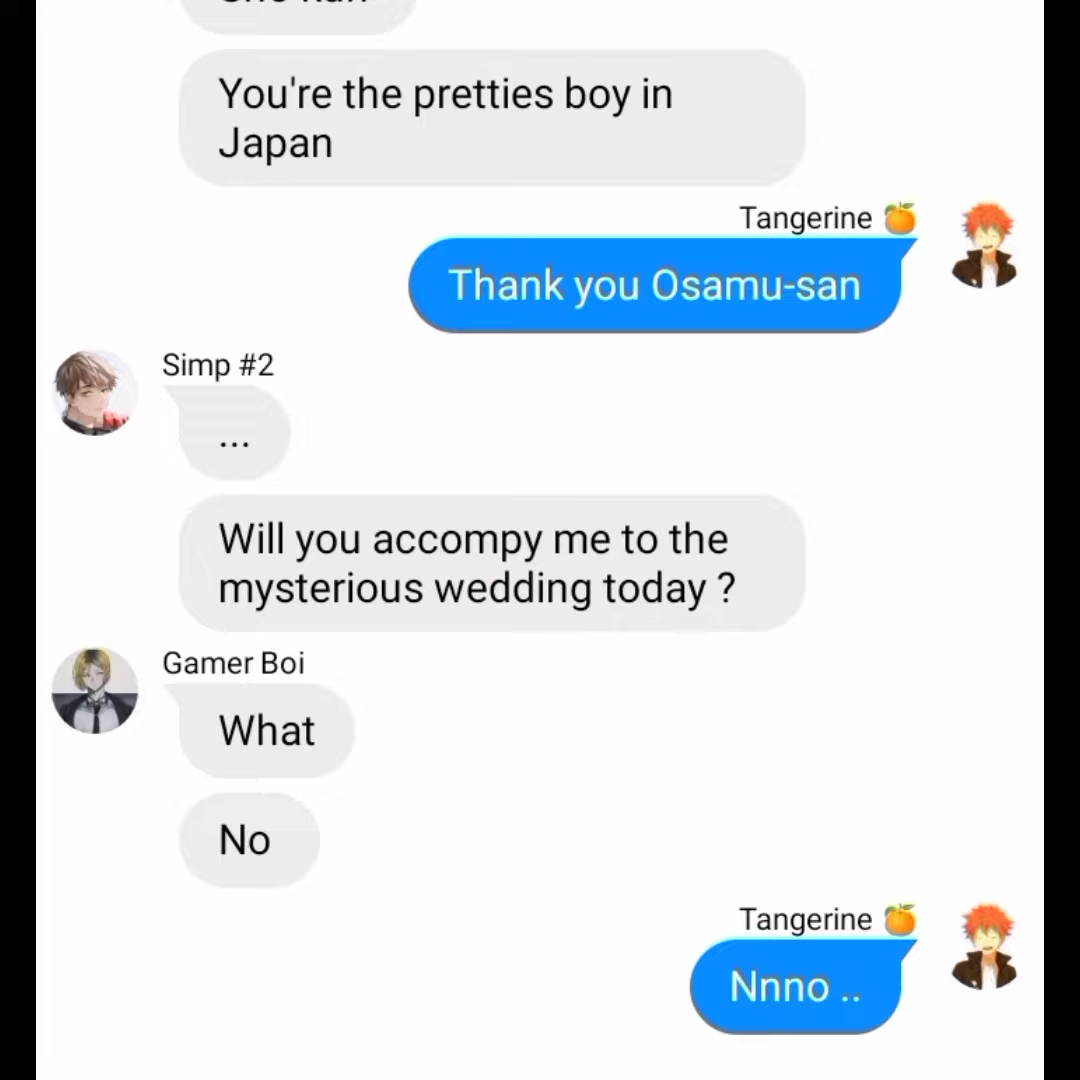 You're the pretties boy in
Japan
Tangerine 🍊
Thank you Osamu-san
Simp #2
...
Will you accompy me to the
mysterious wedding today ?
Gamer Boi
What
No
Tangerine 🍊
Nnno ..